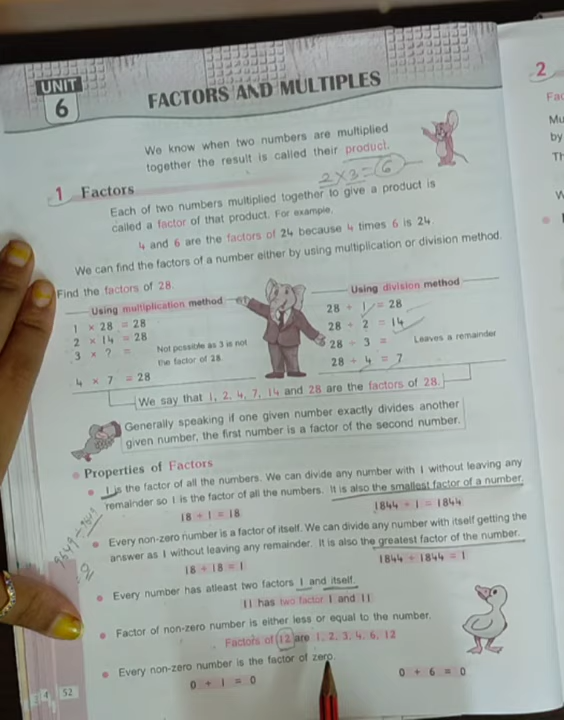 UNIT
6
FACTORS AND MULTIPLES
We know when two numbers are multiplied
together the result is called their product.
2 × 3 = 6
1 Factors
Each of two numbers multiplied together to give a product is
called a factor of that product. For example,
4 and 6 are the factors of 24 because 4 times 6 is 24.
We can find the factors of a number either by using multiplication or division method.
Find the factors of 28.
Using multiplication method
1 × 28 = 28
2 × 14 = 28
3 × ? =
Not possible as 3 is not
the factor of 28.
4 × 7 = 28
Using division method
28 ÷ 1 = 28
28 ÷ 2 = 14
28 ÷ 3 = Leaves a remainder
28 ÷ 4 = 7
We say that 1, 2, 4, 7, 14 and 28 are the factors of 28.
Generally speaking if one given number exactly divides another
given number, the first number is a factor of the second number.
Properties of Factors
1 is the factor of all the numbers. We can divide any number with 1 without leaving any
remainder so 1 is the factor of all the numbers. It is also the smallest factor of a number.
18 ÷ 1 = 18 1844 ÷ 1 = 1844
Every non-zero number is a factor of itself. We can divide any number with itself getting the
answer as 1 without leaving any remainder. It is also the greatest factor of the number.
18 ÷ 18 = 1 1844 ÷ 1844 = 1
Every number has atleast two factors 1 and itself.
11 has two factor 1 and 11
Factor of non-zero number is either less or equal to the number.
Factors of 12 are 1, 2, 3, 4, 6, 12
Every non-zero number is the factor of zero.
0 ÷ 1 = 0 0 ÷ 6 = 0
4 52
2
Fac
Mu
by
Th